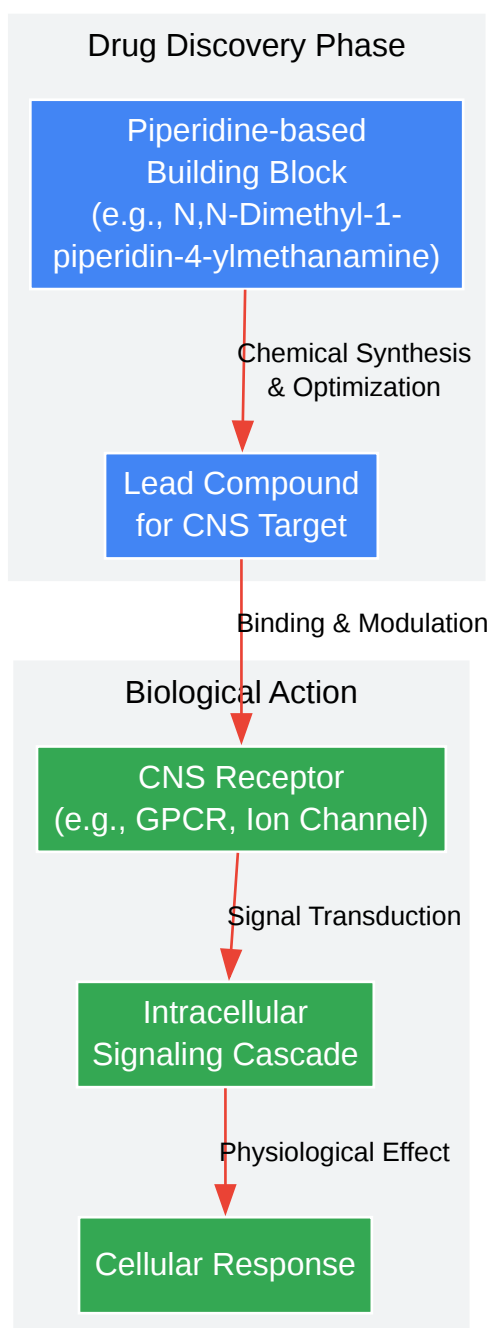 Drug Discovery Phase
Piperidine-based
Building Block
(e.g., N,N-Dimethyl-1-
piperidin-4-ylmethanamine)
Chemical Synthesis
& Optimization
Lead Compound
for CNS Target
Binding & Modulation
Biological Action
CNS Receptor
(e.g., GPCR, Ion Channel)
Signal Transduction
Intracellular
Signaling Cascade
Physiological Effect
Cellular Response